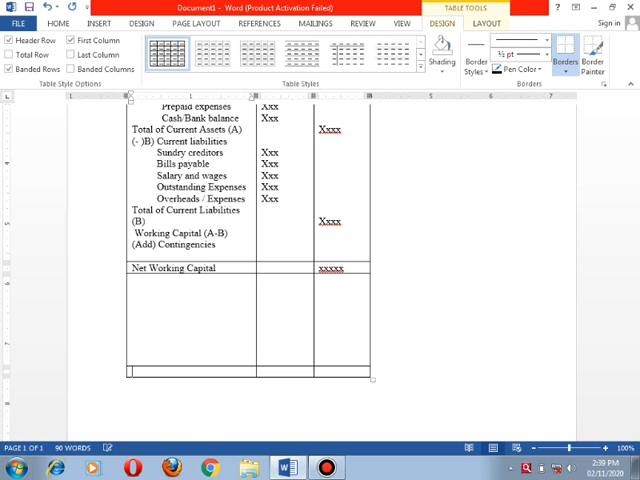 Document1 - Word (Product Activation Failed)
TABLE TOOLS
FILE HOME INSERT DESIGN PAGE LAYOUT REFERENCES MAILINGS REVIEW VIEW DESIGN LAYOUT Sign in
Header Row First Column
Total Row Last Column
Banded Rows Banded Columns
Table Style Options
Table Styles
Shading
Border Styles
½ pt
Pen Color
Borders
Border Painter
Borders
Prepaid expenses Xxx
Cash/Bank balance Xxx
Total of Current Assets (A) Xxxx
(- )B) Current liabilities
Sundry creditors Xxx
Bills payable Xxx
Salary and wages Xxx
Outstanding Expenses Xxx
Overheads / Expenses Xxx
Total of Current Liabilities
(B) Xxxx
Working Capital (A-B)
(Add) Contingencies
Net Working Capital xxxxx
PAGE 1 OF 1 90 WORDS 100%
2:39 PM
02/11/2020